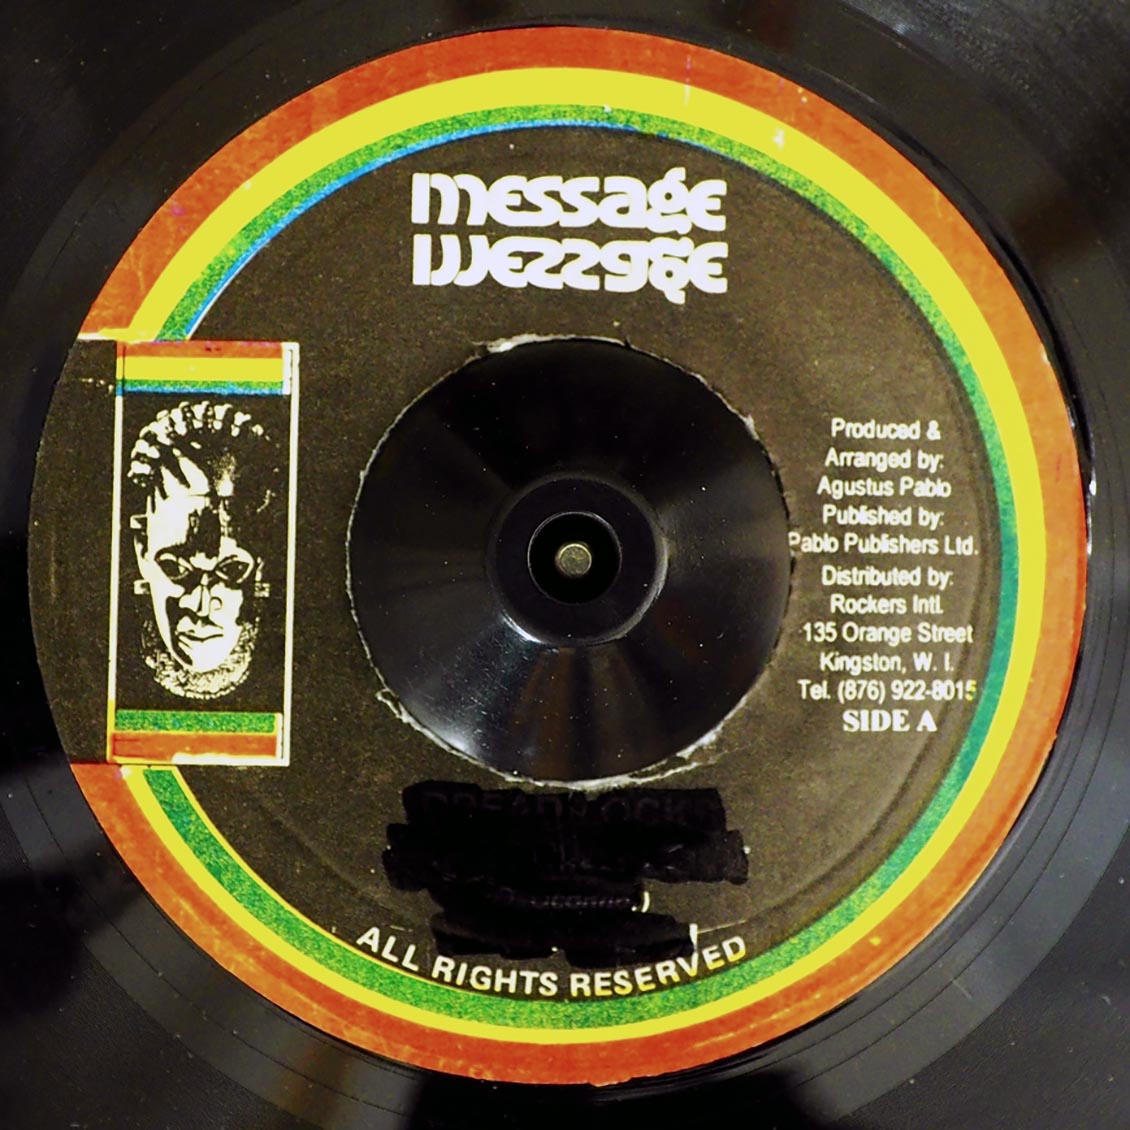 message
message
Produced &
Arranged by:
Agustus Pablo
Published by:
Pablo Publishers Ltd.
Distributed by:
Rockers Intl.
135 Orange Street
Kingston, W. I.
Tel. (876) 922-8015
SIDE A
ALL RIGHTS RESERVED